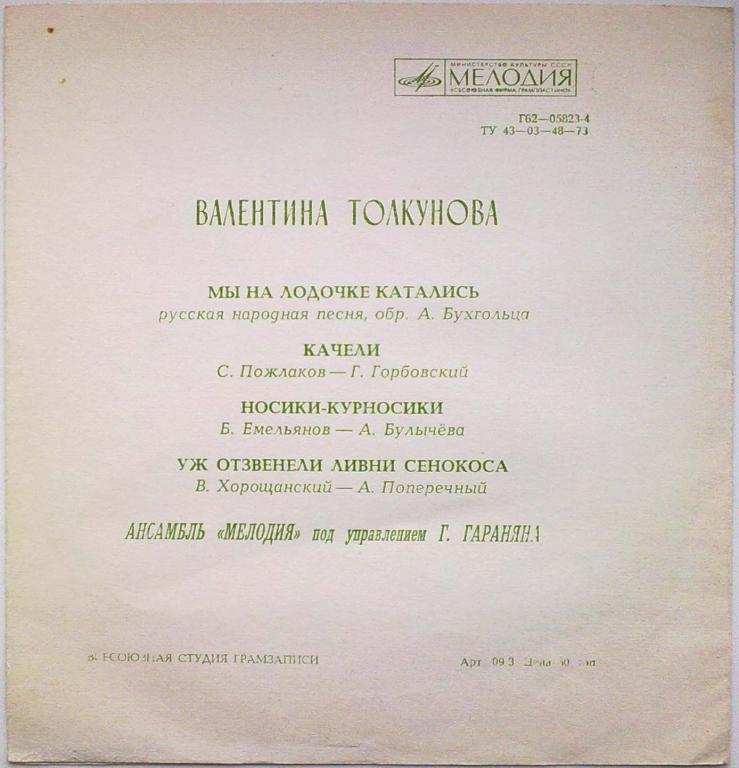 МИНИСТЕРСТВО КУЛЬТУРЫ СССР
МЕЛОДИЯ
ВСЕСОЮЗНАЯ ФИРМА ГРАМПЛАСТИНОК
Г62—05823-4
ТУ 43—03—48—73
ВАЛЕНТИНА ТОЛКУНОВА
МЫ НА ЛОДОЧКЕ КАТАЛИСЬ
русская народная песня, обр. А. Бухгольца
КАЧЕЛИ
С. Пожлаков — Г. Горбовский
НОСИКИ-КУРНОСИКИ
Б. Емельянов — А. Булычёва
УЖ ОТЗВЕНЕЛИ ЛИВНИ СЕНОКОСА
В. Хорощанский — А. Поперечный
АНСАМБЛЬ «МЕЛОДИЯ» под управлением Г. ГАРАНЯНА
ВСЕСОЮЗНАЯ СТУДИЯ ГРАМЗАПИСИ
Арт. Цена